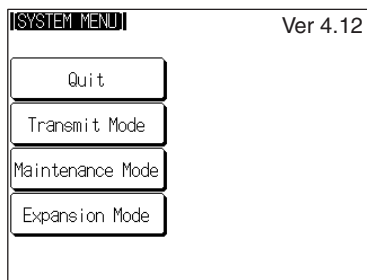 SYSTEM MENU
Ver 4.12
Quit
Transmit Mode
Maintenance Mode
Expansion Mode